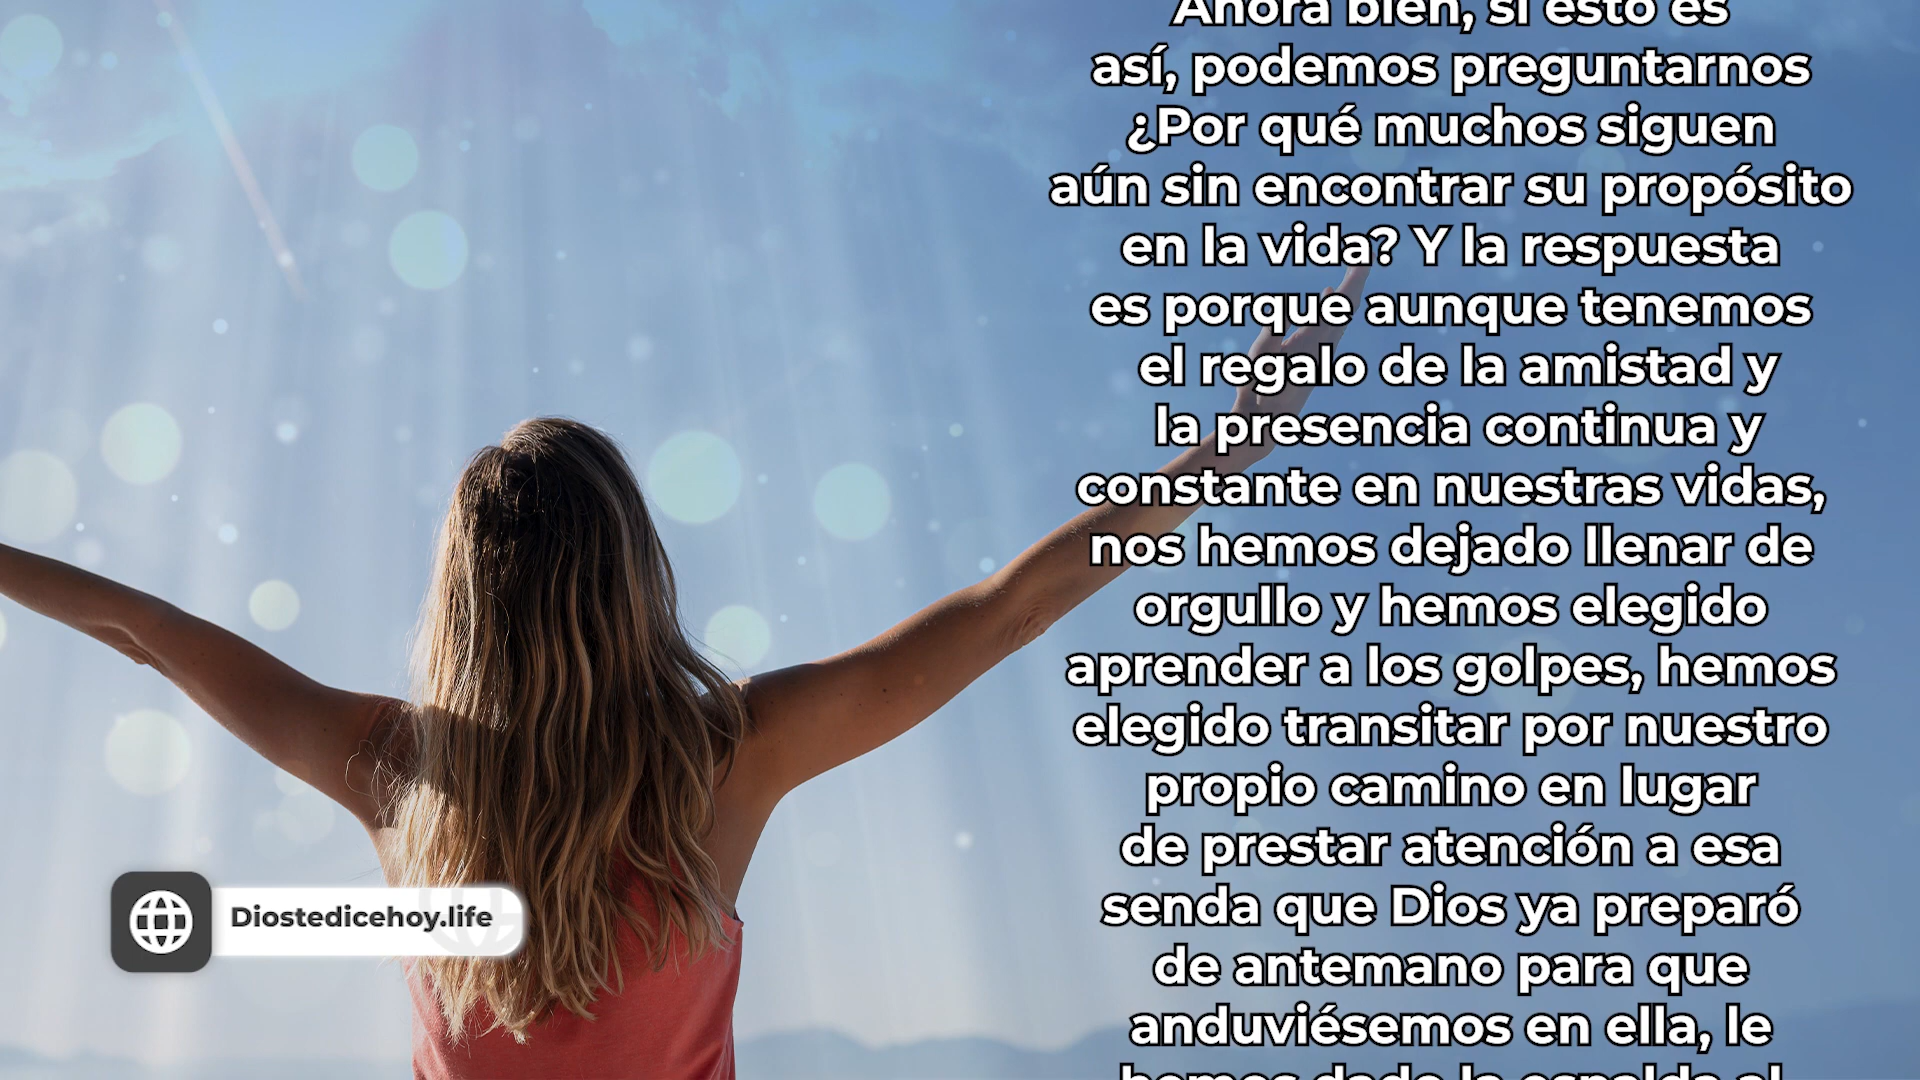 Ahora bien, si esto es
así, podemos preguntarnos
¿Por qué muchos siguen
aún sin encontrar su propósito
en la vida? Y la respuesta
es porque aunque tenemos
el regalo de la amistad y
la presencia continua y
constante en nuestras vidas,
nos hemos dejado llenar de
orgullo y hemos elegido
aprender a los golpes, hemos
elegido transitar por nuestro
propio camino en lugar
de prestar atención a esa
senda que Dios ya preparó
de antemano para que
anduviésemos en ella, le
hemos dado la espalda al
Diostedicehoy.life